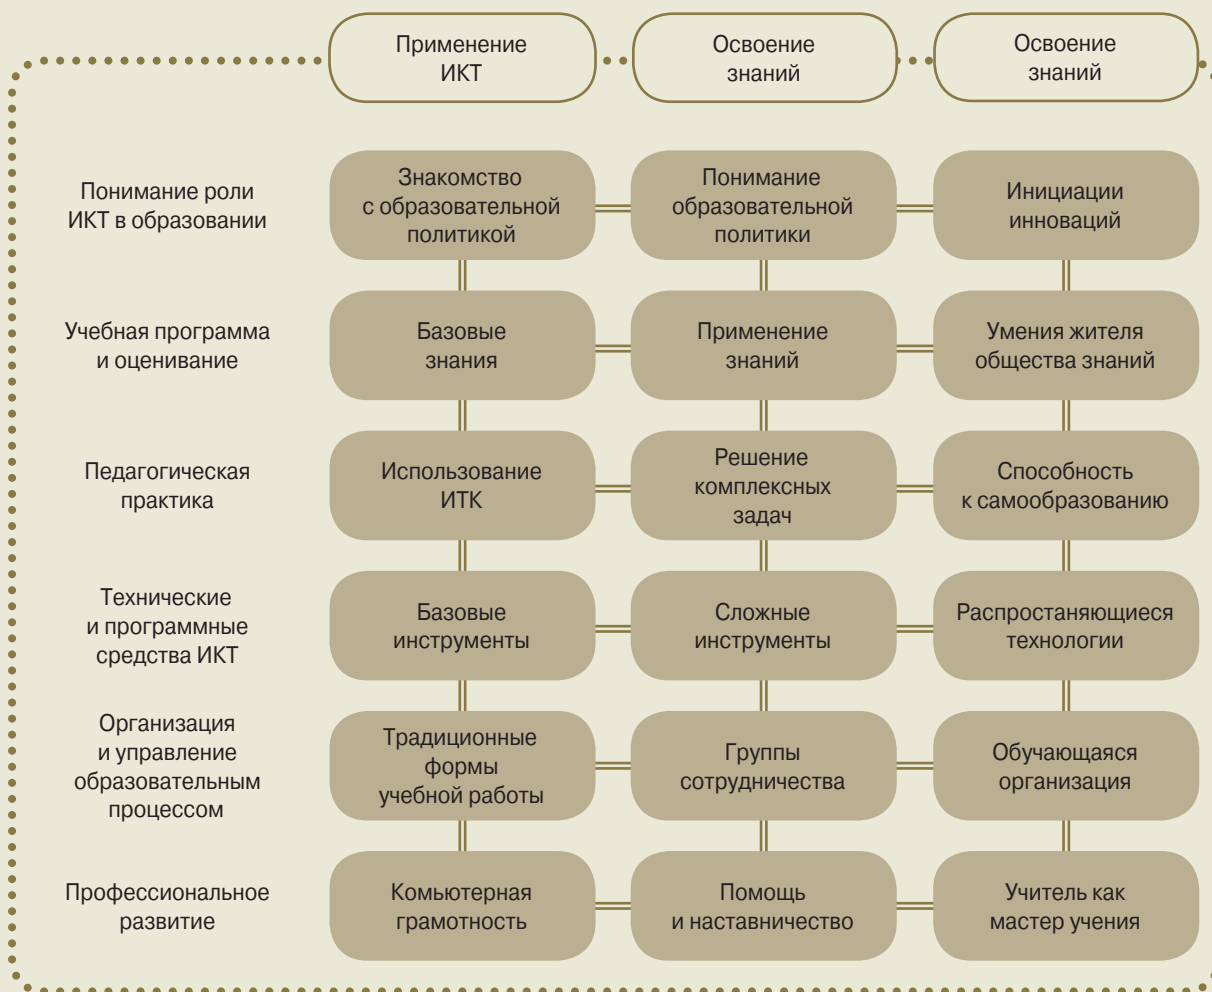 Применение
ИКТ
Освоение
знаний
Освоение
знаний
Понимание роли
ИКТ в образовании
Знакомство
с образовательной
политикой
Понимание
образовательной
политики
Инициации
инноваций
Учебная программа
и оценивание
Базовые
знания
Применение
знаний
Умения жителя
общества знаний
Педагогическая
практика
Использование
ИТК
Решение
комплексных
задач
Способность
к самообразованию
Технические
и программные
средства ИКТ
Базовые
инструменты
Сложные
инструменты
Распростаняющиеся
технологии
Организация
и управление
образовательным
процессом
Традиционные
формы
учебной работы
Группы
сотрудничества
Обучающаяся
организация
Профессиональное
развитие
Комьютерная
грамотность
Помощь
и наставничество
Учитель как
мастер учения